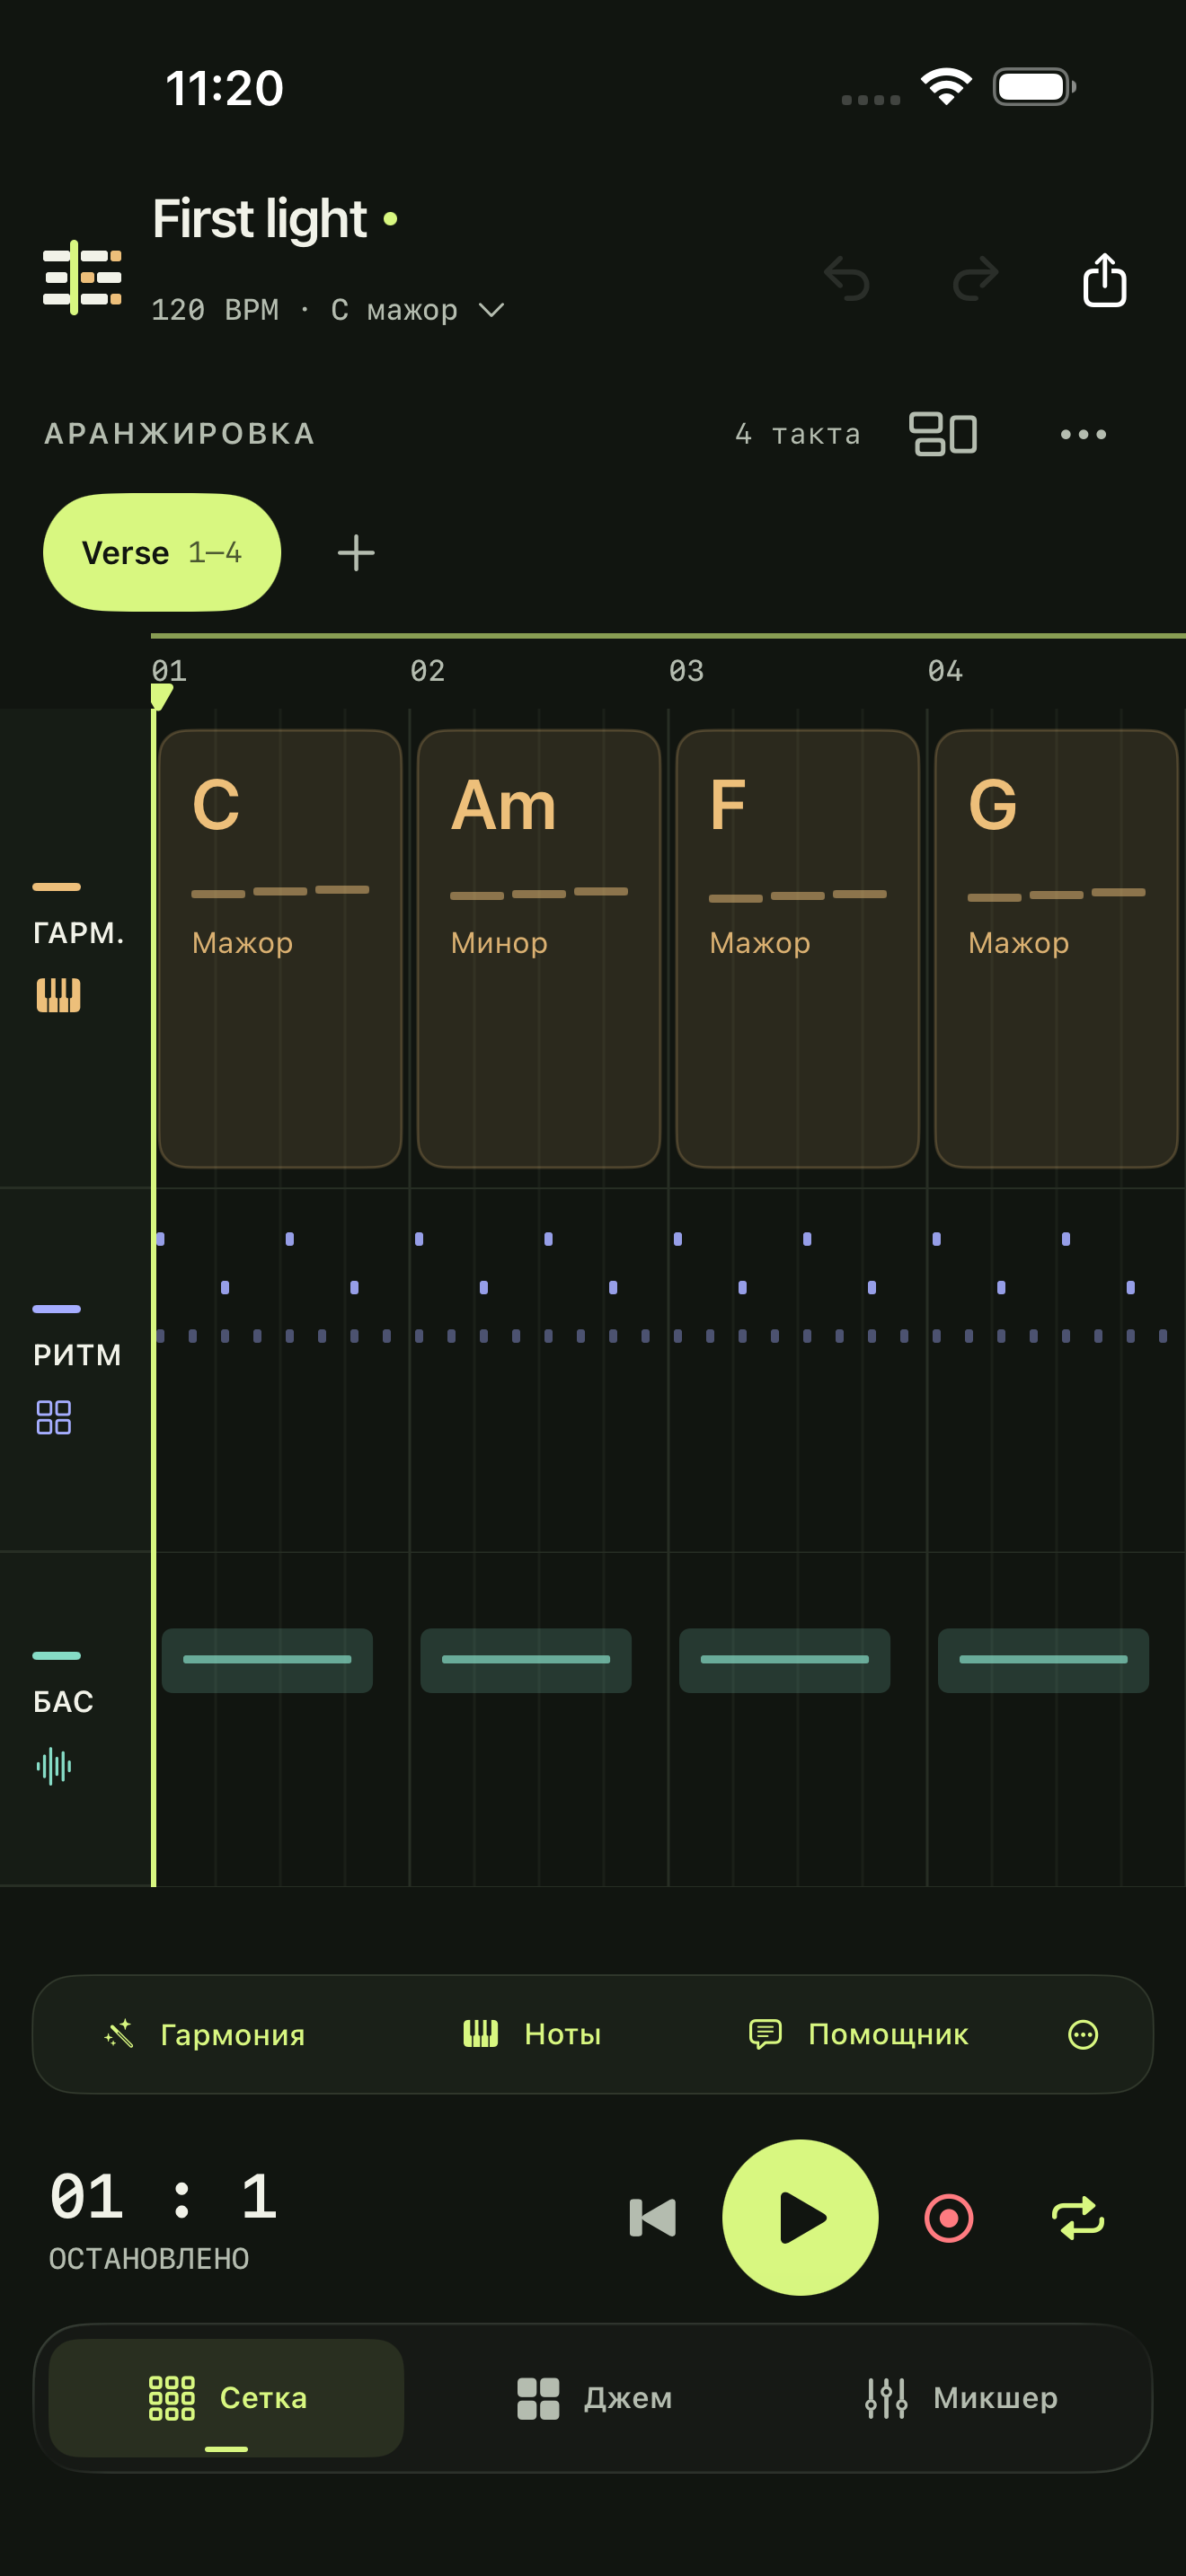 11:20
First light
120 BPM · C мажор
АРАНЖИРОВКА
4 такта
Verse 1–4
01 02 03 04
C Am F G
Мажор Минор Мажор Мажор
ГАРМ.
РИТМ
БАС
Гармония Ноты Помощник
01 : 1
ОСТАНОВЛЕНО
Сетка Джем Микшер